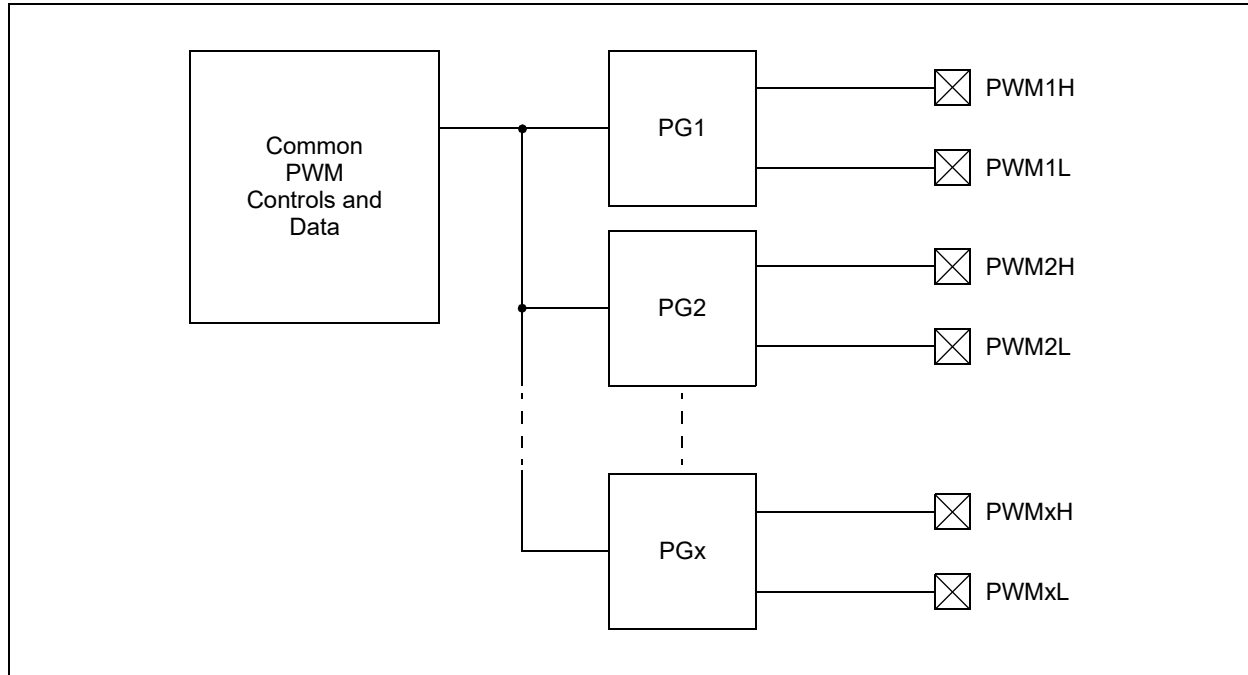 Common
PWM
Controls and
Data
PG1
PWM1H
PWM1L
PG2
PWM2H
PWM2L
PGx
PWMxH
PWMxL